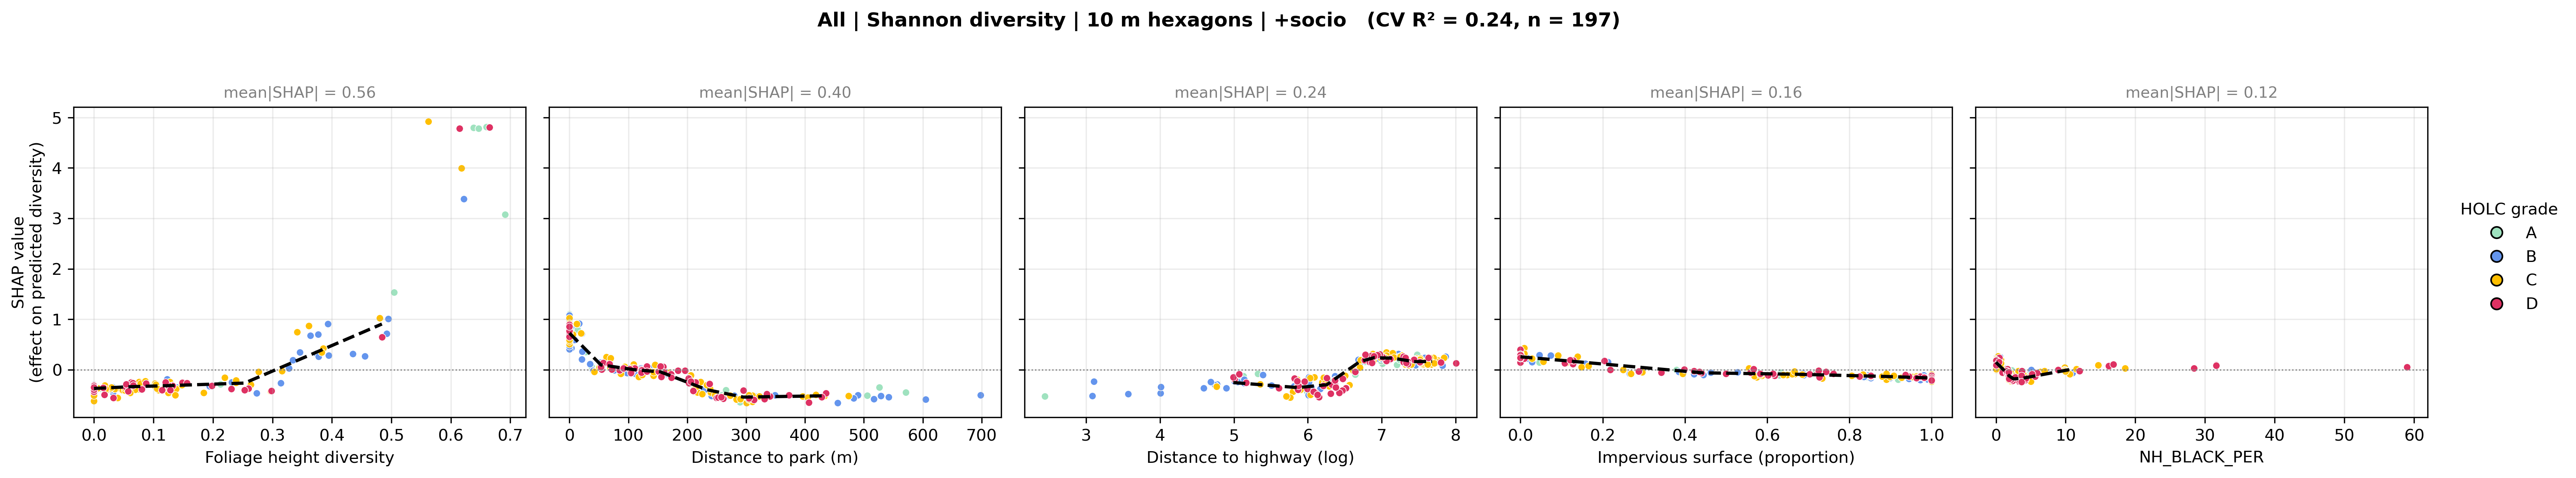 All | Shannon diversity | 10 m hexagons | +socio   (CV R² = 0.24, n = 197)
mean|SHAP| = 0.56
mean|SHAP| = 0.40
mean|SHAP| = 0.24
mean|SHAP| = 0.16
mean|SHAP| = 0.12
SHAP value
(effect on predicted diversity)
5
4
3
2
1
0
0.0 0.1 0.2 0.3 0.4 0.5 0.6 0.7
Foliage height diversity
0 100 200 300 400 500 600 700
Distance to park (m)
3 4 5 6 7 8
Distance to highway (log)
0.0 0.2 0.4 0.6 0.8 1.0
Impervious surface (proportion)
0 10 20 30 40 50 60
NH_BLACK_PER
HOLC grade
A
B
C
D